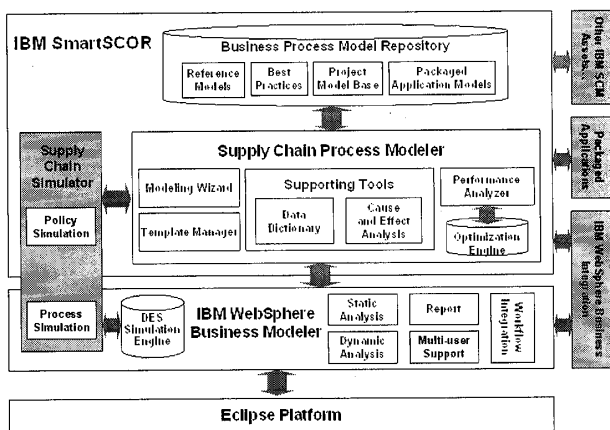 IBM SmartSCOR
Business Process Model Repository
Reference
Models
Best
Practices
Project
Model Base
Packaged
Application Models
Other IBM SCM
Assets...
Supply
Chain
Simulator
Policy
Simulation
Process
Simulation
Supply Chain Process Modeler
Modeling Wizard
Template Manager
Supporting Tools
Data
Dictionary
Cause
and Effect
Analysis
Performance
Analyzer
Optimization
Engine
Packaged
Applications
IBM WebSphere Business
Integration
DES
Simulation
Engine
IBM WebSphere
Business Modeler
Static
Analysis
Report
Dynamic
Analysis
Multi-user
Support
Workflow
Integration
Eclipse Platform